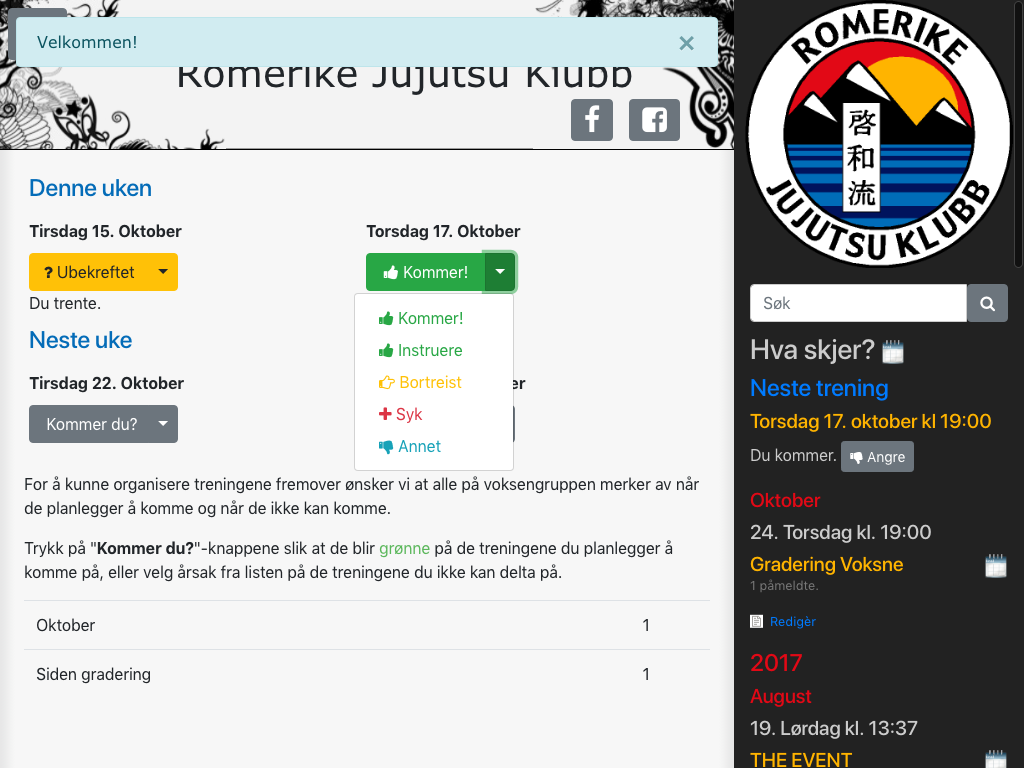 Velkommen!
×
Romerike Jujutsu Klubb
Denne uken
Tirsdag 15. Oktober
Torsdag 17. Oktober
? Ubekreftet
Kommer!
Du trente.
Kommer!
Instruere
Bortreist
Syk
Annet
Neste uke
Tirsdag 22. Oktober
Kommer du?
For å kunne organisere treningene fremover ønsker vi at alle på voksengruppen merker av når
de planlegger å komme og når de ikke kan komme.
Trykk på "Kommer du?"-knappene slik at de blir grønne på de treningene du planlegger å
komme på, eller velg årsak fra listen på de treningene du ikke kan delta på.
Oktober 1
Siden gradering 1
ROMERIKE
啓和流
JUJUTSU KLUBB
Søk
Hva skjer?
Neste trening
Torsdag 17. oktober kl 19:00
Du kommer. Angre
Oktober
24. Torsdag kl. 19:00
Gradering Voksne
1 påmeldte.
Redigèr
2017
August
19. Lørdag kl. 13:37
THE EVENT